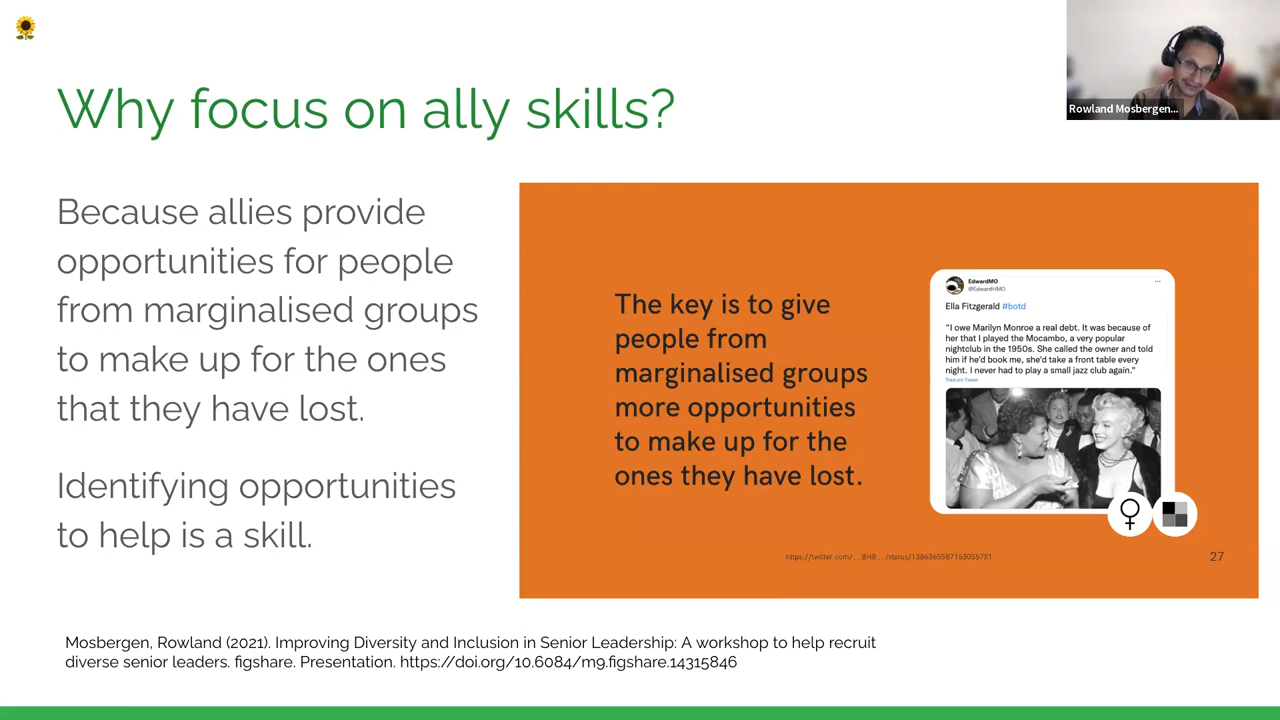 Rowland Mosbergen...
Why focus on ally skills?
Because allies provide
opportunities for people
from marginalised groups
to make up for the ones
that they have lost.
Identifying opportunities
to help is a skill.
The key is to give
people from
marginalised groups
more opportunities
to make up for the
ones they have lost.
EdwardMO
@EdwardHMO
Ella Fitzgerald #botd
“I owe Marilyn Monroe a real debt. It was because of
her that I played the Mocambo, a very popular
nightclub in the 1950s. She called the owner and told
him if he'd book me, she'd take a front table every
night. I never had to play a small jazz club again.”
27
Mosbergen, Rowland (2021). Improving Diversity and Inclusion in Senior Leadership: A workshop to help recruit
diverse senior leaders. figshare. Presentation. https://doi.org/10.6084/m9.figshare.14315846